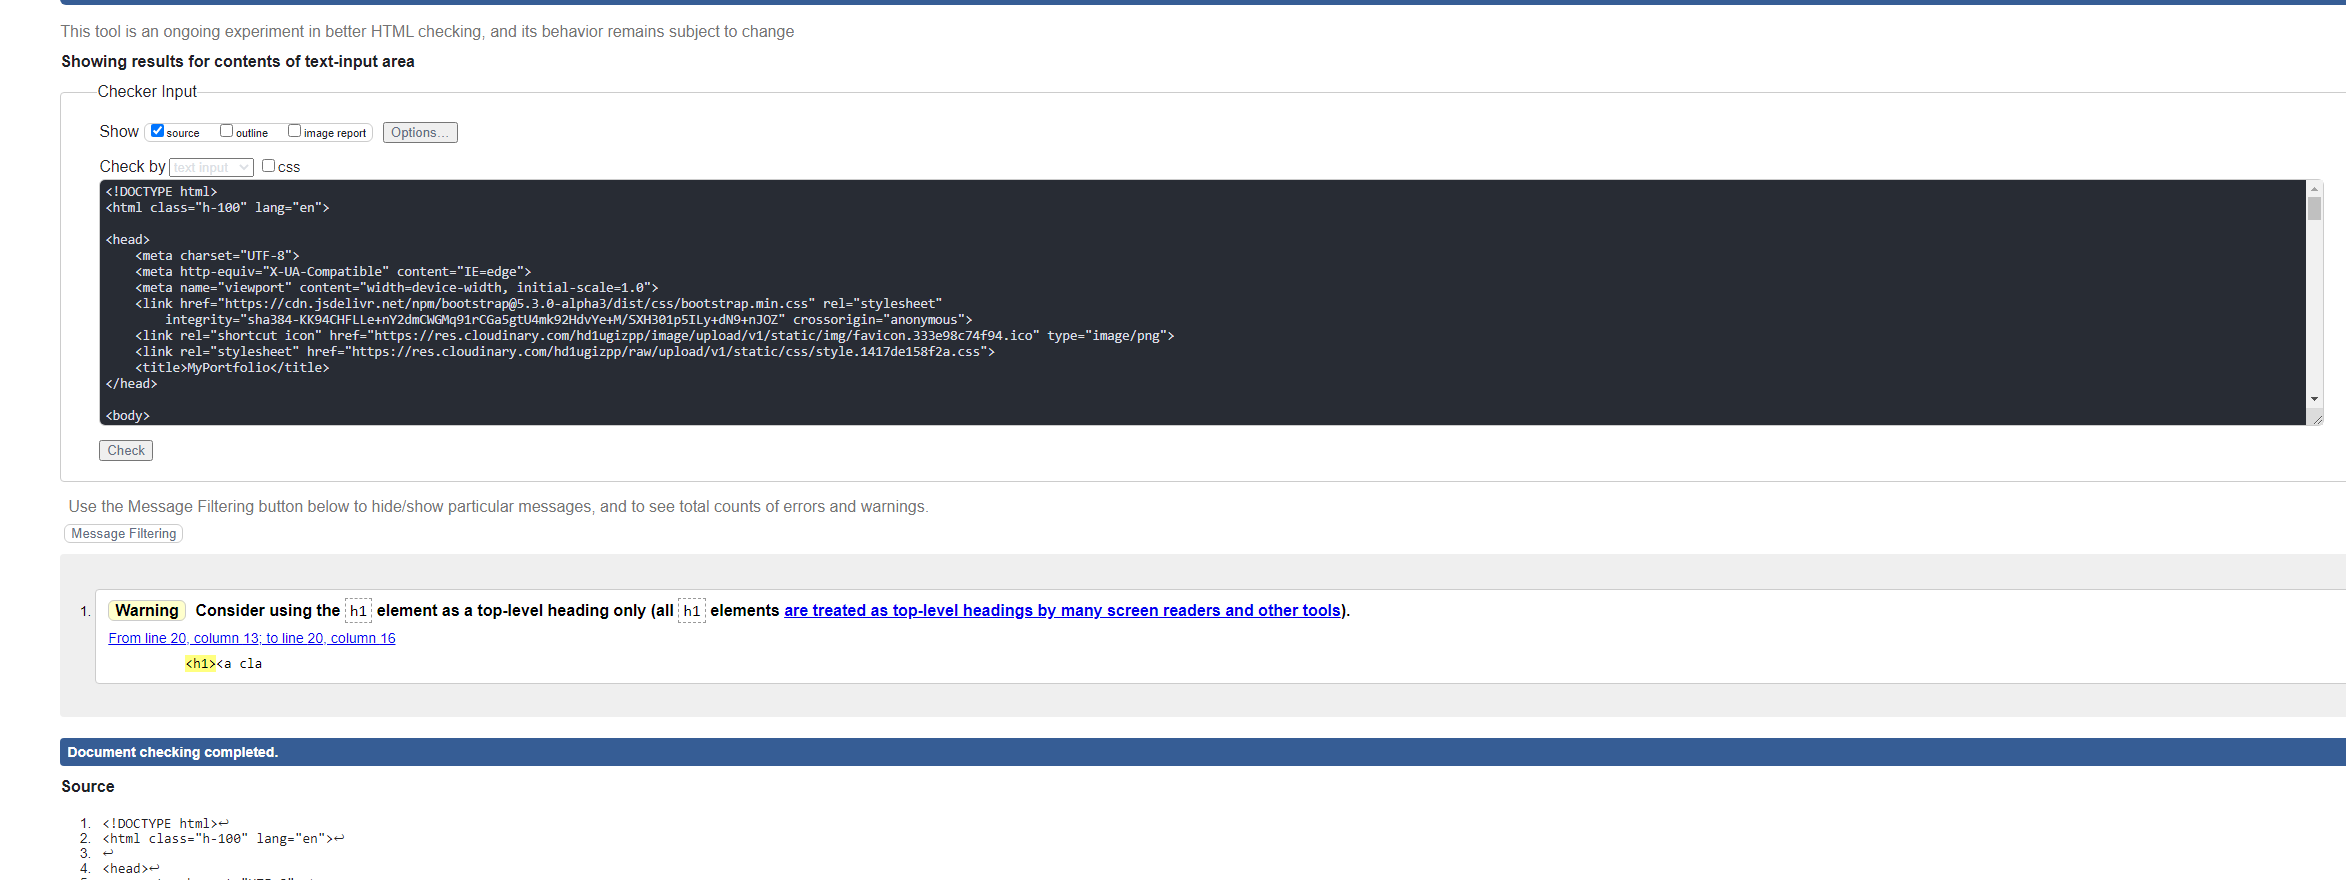 This tool is an ongoing experiment in better HTML checking, and its behavior remains subject to change
Showing results for contents of text-input area
Checker Input
Show source outline image report Options...
Check by text input css
<!DOCTYPE html>
<html class="h-100" lang="en">
<head>
<meta charset="UTF-8">
<meta http-equiv="X-UA-Compatible" content="IE=edge">
<meta name="viewport" content="width=device-width, initial-scale=1.0">
<link href="https://cdn.jsdelivr.net/npm/bootstrap@5.3.0-alpha3/dist/css/bootstrap.min.css" rel="stylesheet"
integrity="sha384-KK94CHFLLe+nY2dmCWGMq91rCGa5gtU4mk92HdvYe+M/SXH301p5ILy+dN9+nJOZ" crossorigin="anonymous">
<link rel="shortcut icon" href="https://res.cloudinary.com/hd1ugizpp/image/upload/v1/static/img/favicon.333e98c74f94.ico" type="image/png">
<link rel="stylesheet" href="https://res.cloudinary.com/hd1ugizpp/raw/upload/v1/static/css/style.1417de158f2a.css">
<title>MyPortfolio</title>
</head>
<body>
Check
Use the Message Filtering button below to hide/show particular messages, and to see total counts of errors and warnings.
Message Filtering
1. Warning Consider using the h1 element as a top-level heading only (all h1 elements are treated as top-level headings by many screen readers and other tools).
From line 20, column 13; to line 20, column 16
<h1><a cla
Document checking completed.
Source
1. <!DOCTYPE html>↩
2. <html class="h-100" lang="en">↩
3. ↩
4. <head>↩